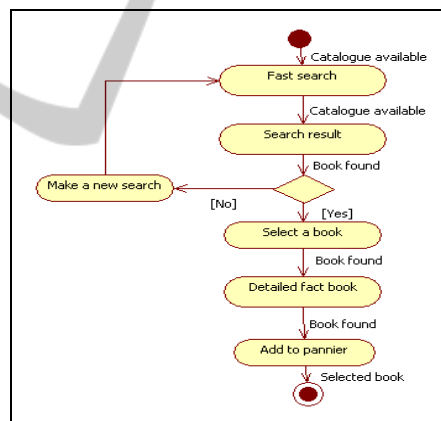 Catalogue available
Fast search
Catalogue available
Search result
Book found
Make a new search
[No]
[Yes]
Select a book
Book found
Detailed fact book
Book found
Add to pannier
Selected book